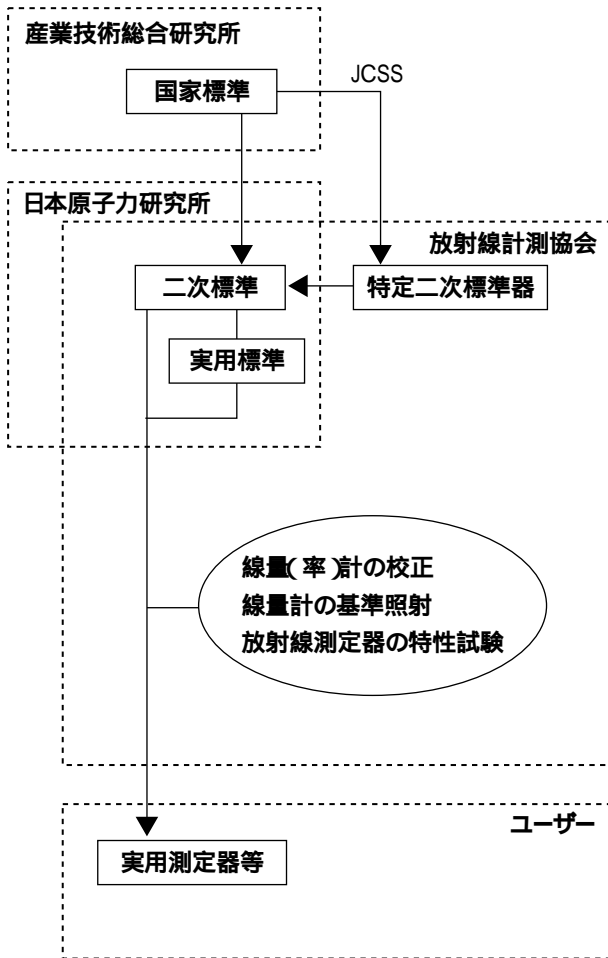 産業技術総合研究所
国家標準
JCSS
日本原子力研究所
放射線計測協会
二次標準
特定二次標準器
実用標準
線量(率)計の校正
線量計の基準照射
放射線測定器の特性試験
ユーザー
実用測定器等